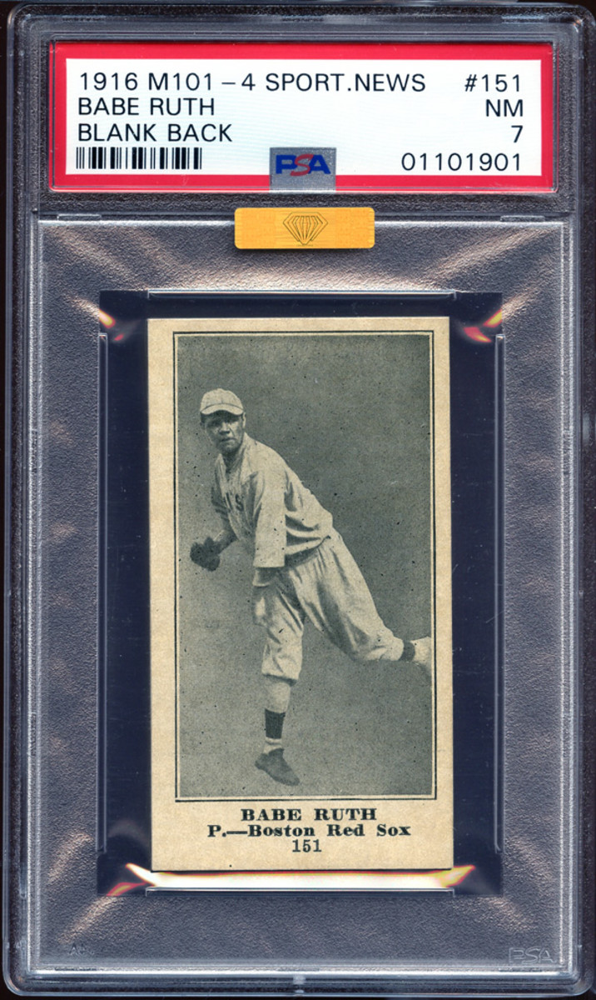 1916 M101-4 SPORT.NEWS #151
BABE RUTH NM
BLANK BACK 7
PSA 01101901
BABE RUTH
P.—Boston Red Sox
151
PSA